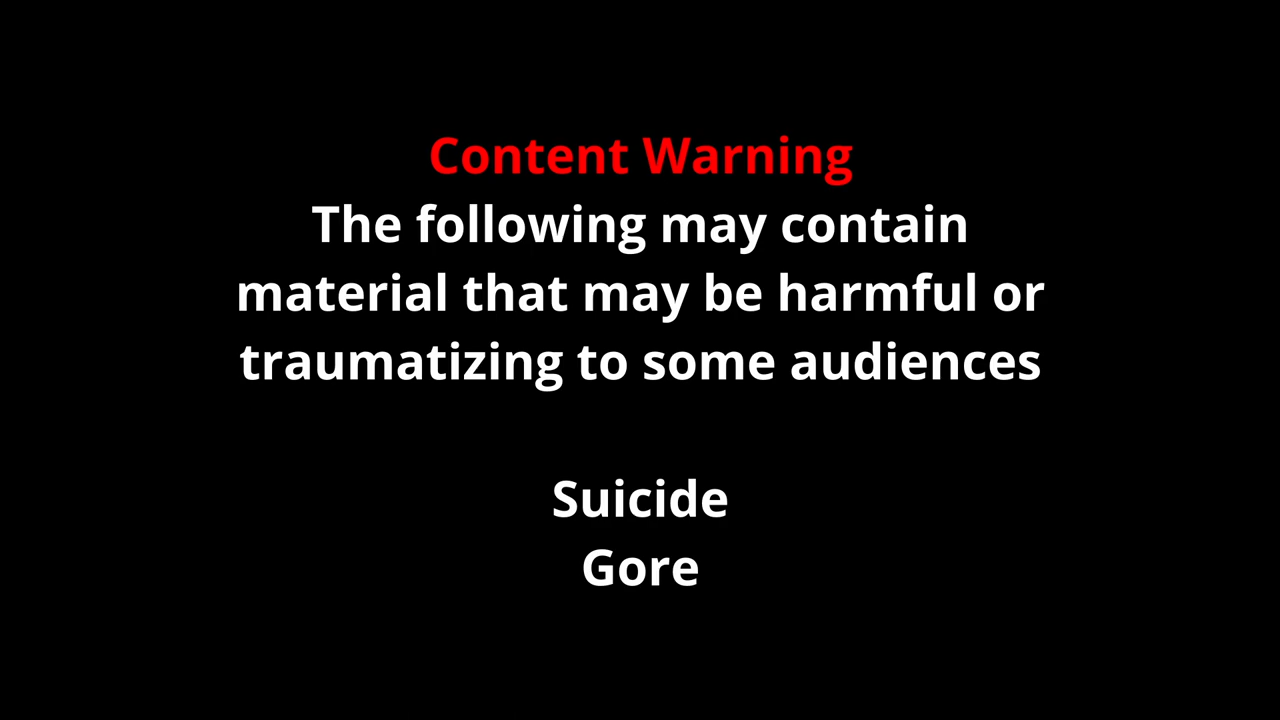 Content Warning
The following may contain
material that may be harmful or
traumatizing to some audiences
Suicide
Gore